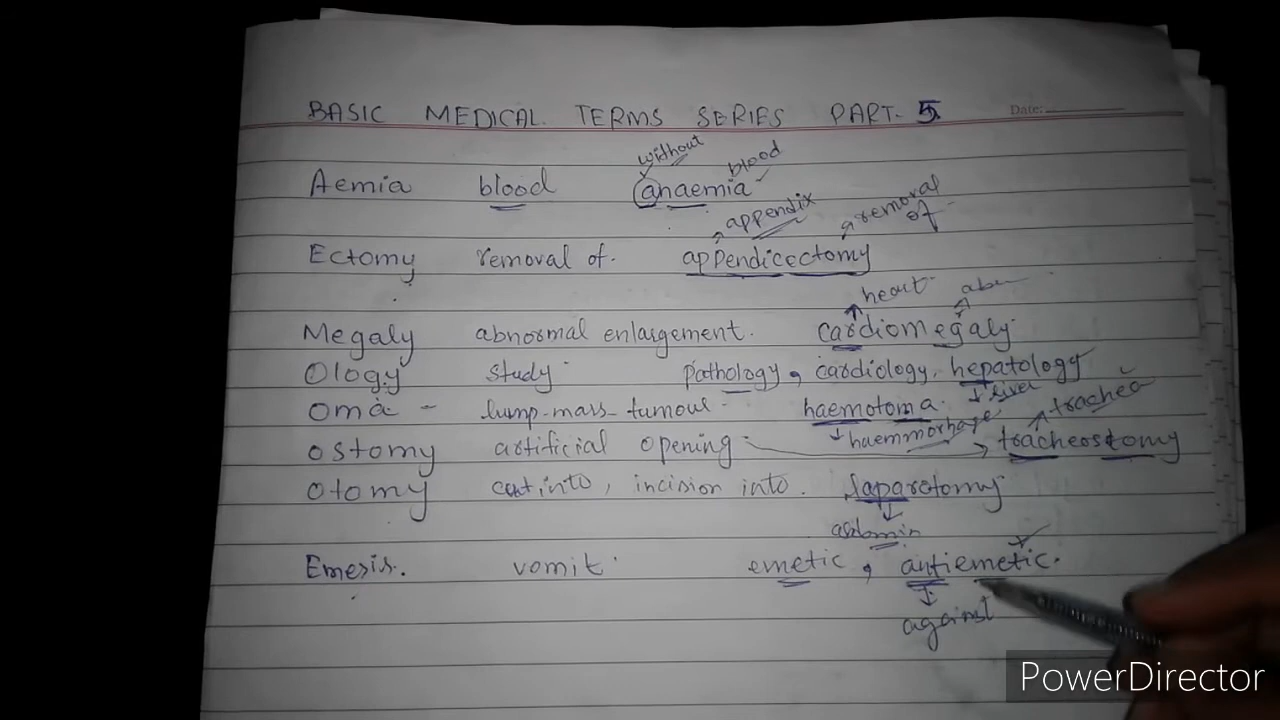 BASIC MEDICAL TERMS SERIES PART- 5.
Date:
without
blood
Aemia blood anaemia
appendix
removal of
Ectomy removal of. appendicectomy
heart
abn
Megaly abnormal enlargement. cardiomegaly
Ology study pathology, cardiology, hepatology
liver
trachea
oma - lump-mass-tumour haemotoma.
haemmorhage
ostomy artificial opening tracheostomy
Otomy cut into, incision into. laparotomy
abdomin
Emesis. vomit emetic, antiemetic.
against
PowerDirector